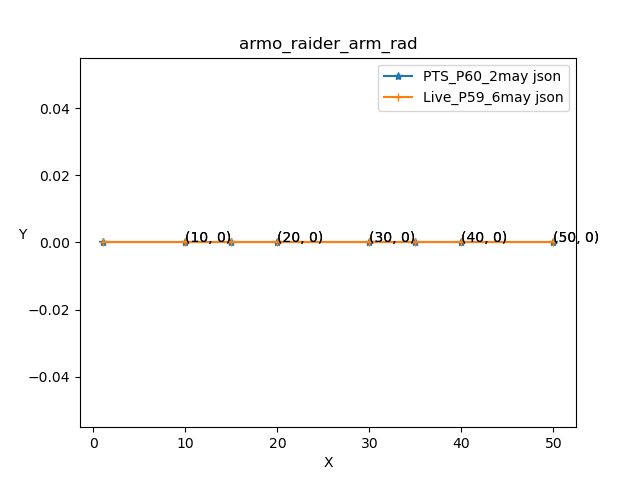 armo_raider_arm_rad
PTS_P60_2may json
Live_P59_6may json
0.04
0.02
0.00
−0.02
−0.04
Y
(10, 0) (20, 0) (30, 0) (40, 0) (50, 0)
0 10 20 30 40 50
X